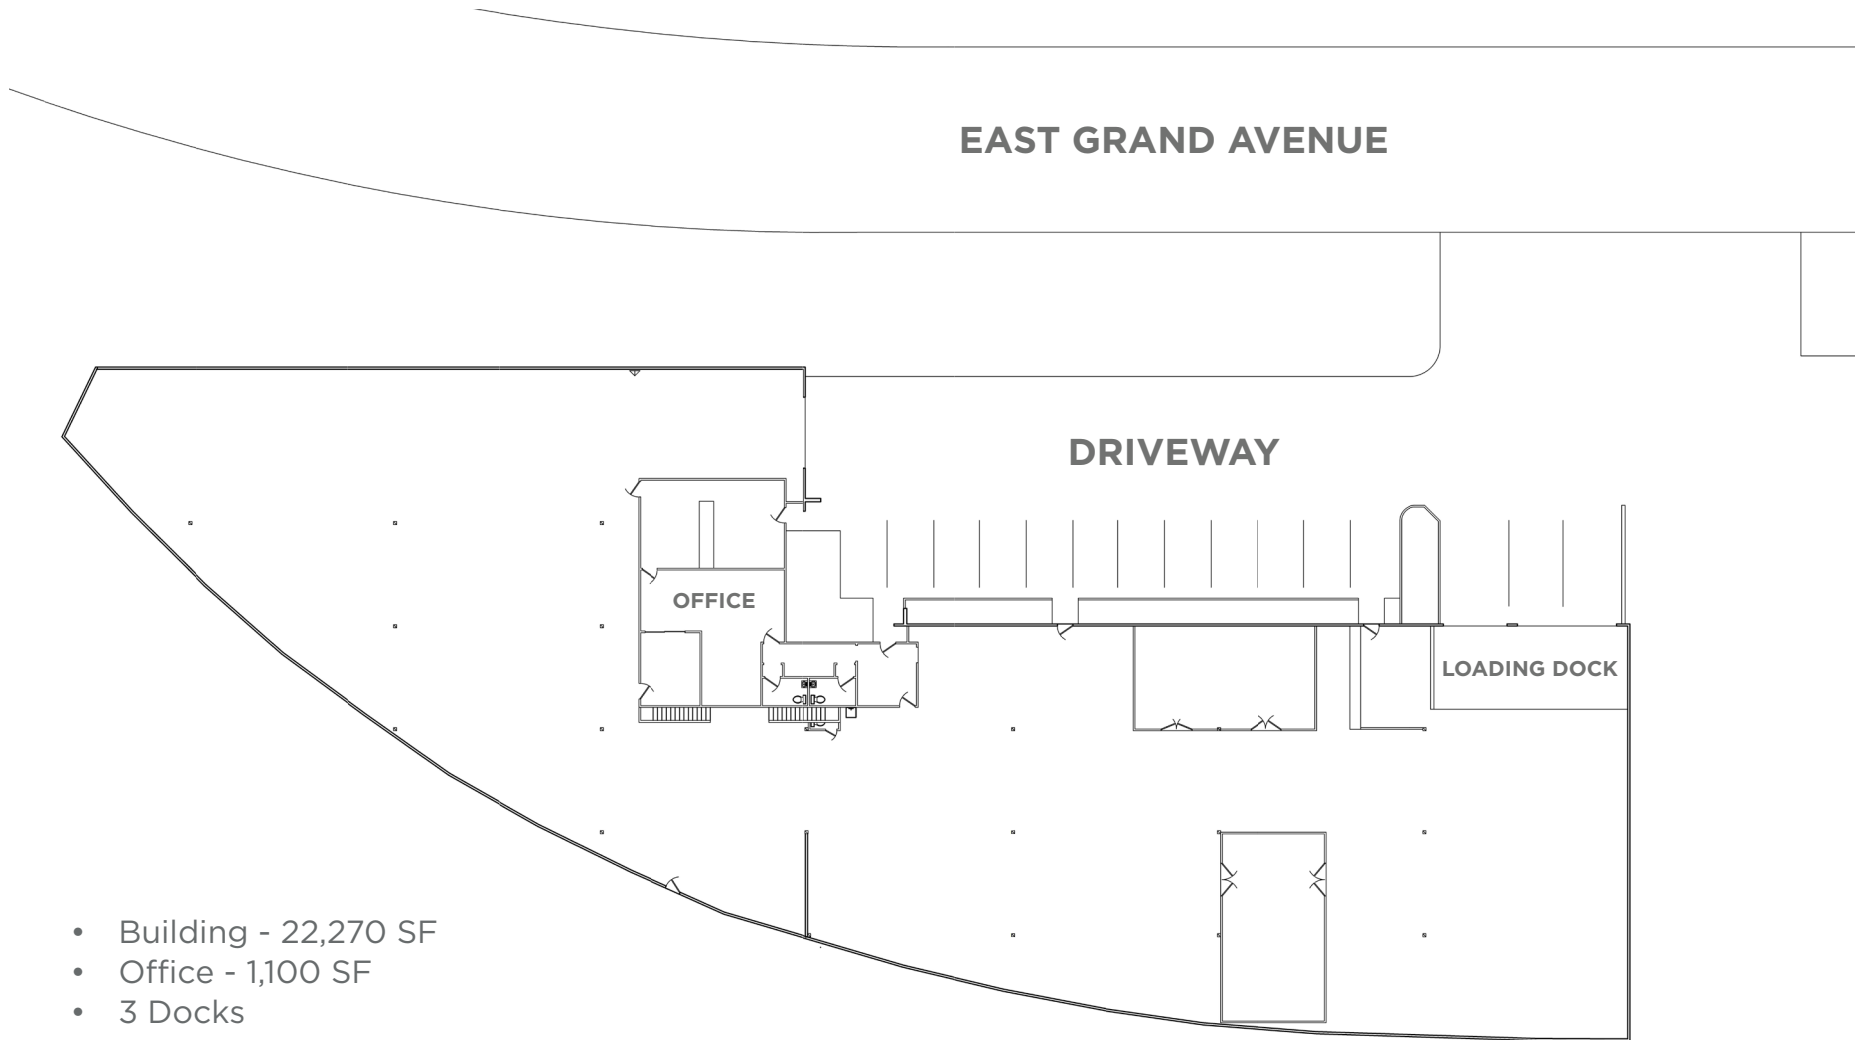 EAST GRAND AVENUE
DRIVEWAY
OFFICE
LOADING DOCK
• Building - 22,270 SF
• Office - 1,100 SF
• 3 Docks